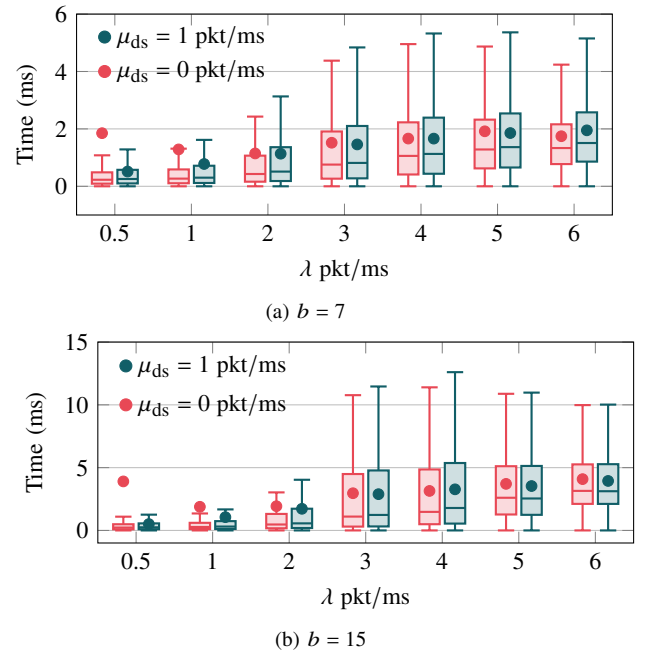 6
4
2
0
Time (ms)
μds = 1 pkt/ms
μds = 0 pkt/ms
0.5 1 2 3 4 5 6
λ pkt/ms
(a) b = 7
15
10
5
0
Time (ms)
μds = 1 pkt/ms
μds = 0 pkt/ms
0.5 1 2 3 4 5 6
λ pkt/ms
(b) b = 15